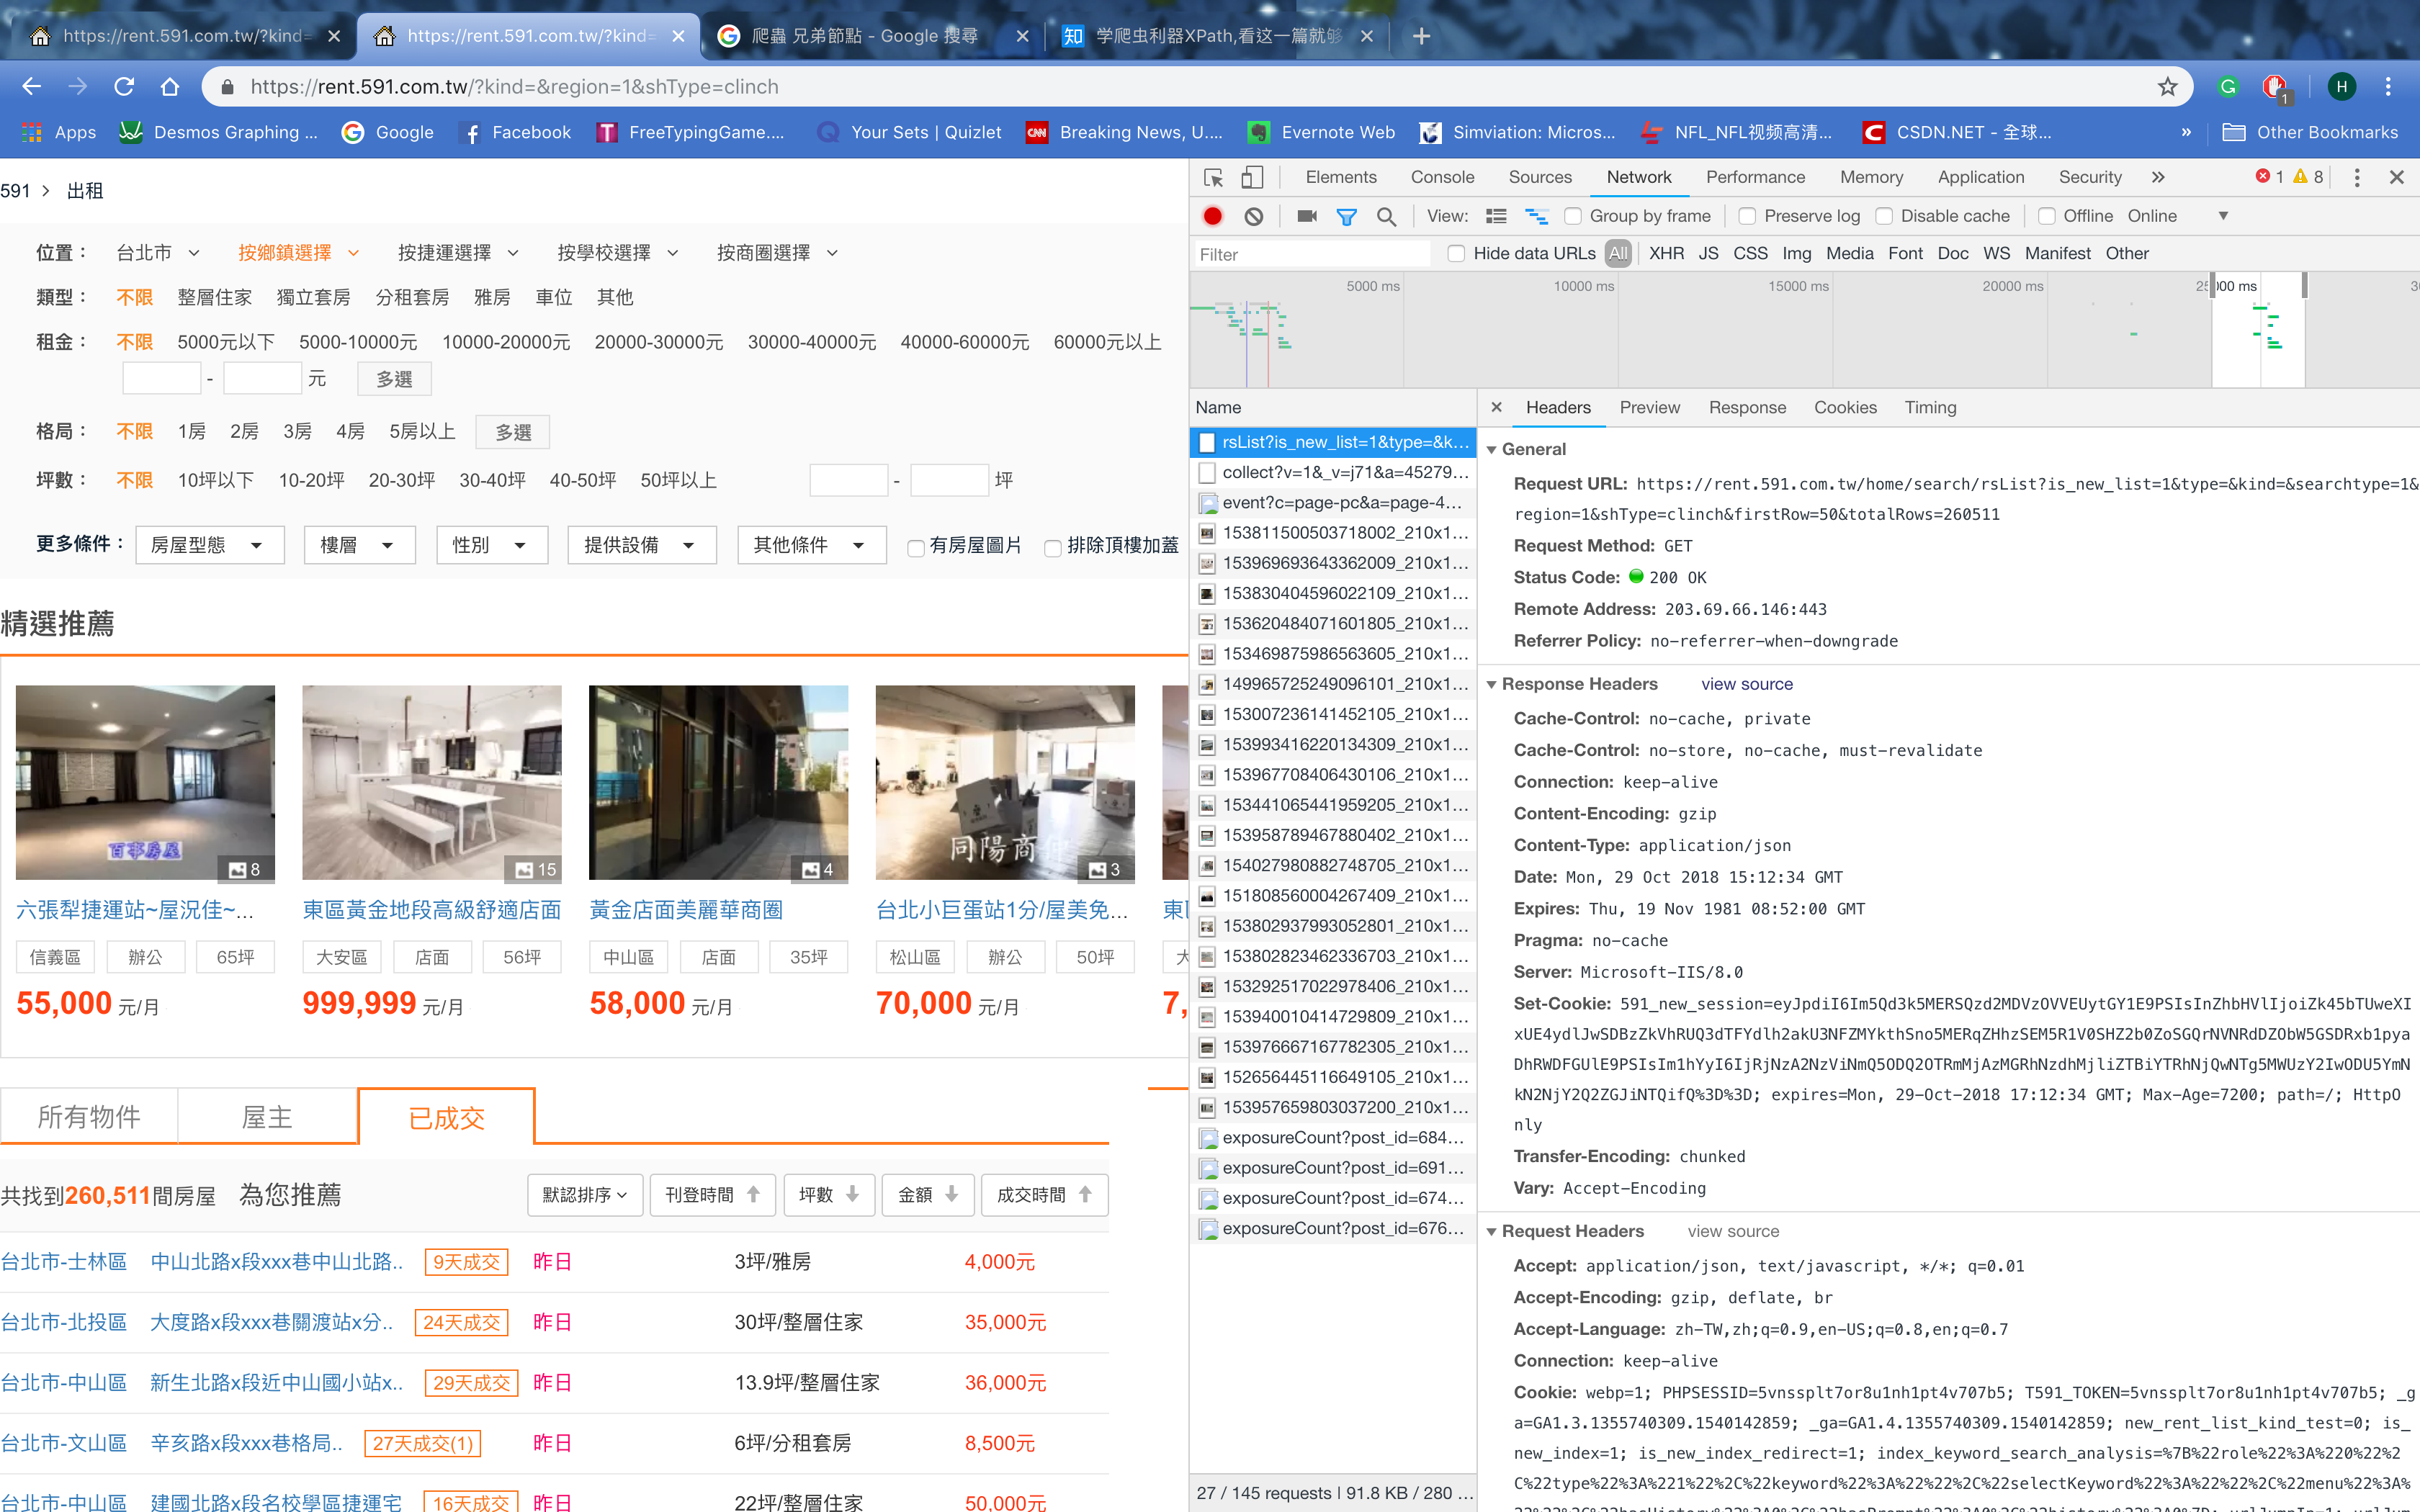 https://rent.591.com.tw/?kind=
https://rent.591.com.tw/?kind=
爬蟲 兄弟節點 - Google 搜尋
学爬虫利器XPath,看这一篇就够
https://rent.591.com.tw/?kind=&region=1&shType=clinch
Apps
Desmos Graphing ...
Google
Facebook
FreeTypingGame....
Your Sets | Quizlet
Breaking News, U....
Evernote Web
Simviation: Micros...
NFL_NFL视频高清...
CSDN.NET - 全球...
»
Other Bookmarks
591 > 出租
位置： 台北市 按鄉鎮選擇 按捷運選擇 按學校選擇 按商圈選擇
類型： 不限 整層住家 獨立套房 分租套房 雅房 車位 其他
租金： 不限 5000元以下 5000-10000元 10000-20000元 20000-30000元 30000-40000元 40000-60000元 60000元以上
- 元 多選
格局： 不限 1房 2房 3房 4房 5房以上 多選
坪數： 不限 10坪以下 10-20坪 20-30坪 30-40坪 40-50坪 50坪以上 - 坪
更多條件： 房屋型態 樓層 性別 提供設備 其他條件 有房屋圖片 排除頂樓加蓋
精選推薦
百亭房屋
8
15
4
同陽商
3
六張犁捷運站~屋況佳~...
東區黃金地段高級舒適店面
黃金店面美麗華商圈
台北小巨蛋站1分/屋美免...
信義區 辦公 65坪
大安區 店面 56坪
中山區 店面 35坪
松山區 辦公 50坪
55,000 元/月
999,999 元/月
58,000 元/月
70,000 元/月
7,
所有物件 屋主 已成交
共找到260,511間房屋 為您推薦
默認排序 刊登時間 坪數 金額 成交時間
台北市-士林區 中山北路x段xxx巷中山北路.. 9天成交 昨日 3坪/雅房 4,000元
台北市-北投區 大度路x段xxx巷關渡站x分.. 24天成交 昨日 30坪/整層住家 35,000元
台北市-中山區 新生北路x段近中山國小站x.. 29天成交 昨日 13.9坪/整層住家 36,000元
台北市-文山區 辛亥路x段xxx巷格局.. 27天成交(1) 昨日 6坪/分租套房 8,500元
台北市-中山區 建國北路x段名校學區捷運宅 16天成交 昨日 22坪/整層住家 50,000元
Elements Console Sources Network Performance Memory Application Security » 1 8
View: Group by frame Preserve log Disable cache Offline Online
Filter Hide data URLs All XHR JS CSS Img Media Font Doc WS Manifest Other
5000 ms 10000 ms 15000 ms 20000 ms
Name
rsList?is_new_list=1&type=&k...
collect?v=1&_v=j71&a=45279...
event?c=page-pc&a=page-4...
153811500503718002_210x1...
153969693643362009_210x1...
153830404596022109_210x1...
153620484071601805_210x1...
153469875986563605_210x1...
149965725249096101_210x1...
153007236141452105_210x1...
153993416220134309_210x1...
153967708406430106_210x1...
153441065441959205_210x1...
153958789467880402_210x1...
154027980882748705_210x1...
151808560004267409_210x1...
153802937993052801_210x1...
153802823462336703_210x1...
153292517022978406_210x1...
153940010414729809_210x1...
153976667167782305_210x1...
152656445116649105_210x1...
153957659803037200_210x1...
exposureCount?post_id=684...
exposureCount?post_id=691...
exposureCount?post_id=674...
exposureCount?post_id=676...
27 / 145 requests | 91.8 KB / 280 ...
Headers Preview Response Cookies Timing
General
Request URL: https://rent.591.com.tw/home/search/rsList?is_new_list=1&type=&kind=&searchtype=1&
region=1&shType=clinch&firstRow=50&totalRows=260511
Request Method: GET
Status Code: 200 OK
Remote Address: 203.69.66.146:443
Referrer Policy: no-referrer-when-downgrade
Response Headers view source
Cache-Control: no-cache, private
Cache-Control: no-store, no-cache, must-revalidate
Connection: keep-alive
Content-Encoding: gzip
Content-Type: application/json
Date: Mon, 29 Oct 2018 15:12:34 GMT
Expires: Thu, 19 Nov 1981 08:52:00 GMT
Pragma: no-cache
Server: Microsoft-IIS/8.0
Set-Cookie: 591_new_session=eyJpdiI6Im5Qd3k5MERSQzd2MDVzOVVEUytGY1E9PSIsInZhbHVlIjoiZk45bTUweXI
xUE4ydlJwSDBzZkVhRUQ3dTFYdlh2akU3NFZMYkthSno5MERqZHhzSEM5R1V0SHZ2b0ZoSGQrNVNRdDZObW5GSDRxb1pya
DhRWDFGUlE9PSIsIm1hYyI6IjRjNzA2NzViNmQ5ODQ2OTRmMjAzMGRhNzdhMjliZTBiYTRhNjQwNTg5MWUzY2IwODU5YmN
kN2NjY2Q2ZGJiNTQifQ%3D%3D; expires=Mon, 29-Oct-2018 17:12:34 GMT; Max-Age=7200; path=/; HttpO
nly
Transfer-Encoding: chunked
Vary: Accept-Encoding
Request Headers view source
Accept: application/json, text/javascript, */*; q=0.01
Accept-Encoding: gzip, deflate, br
Accept-Language: zh-TW,zh;q=0.9,en-US;q=0.8,en;q=0.7
Connection: keep-alive
Cookie: webp=1; PHPSESSID=5vnssplt7or8u1nh1pt4v707b5; T591_TOKEN=5vnssplt7or8u1nh1pt4v707b5; _g
a=GA1.3.1355740309.1540142859; _ga=GA1.4.1355740309.1540142859; new_rent_list_kind_test=0; is_
new_index=1; is_new_index_redirect=1; index_keyword_search_analysis=%7B%22role%22%3A%220%22%2
C%22type%22%3A%221%22%2C%22keyword%22%3A%22%22%2C%22selectKeyword%22%3A%22%22%2C%22menu%22%3A%